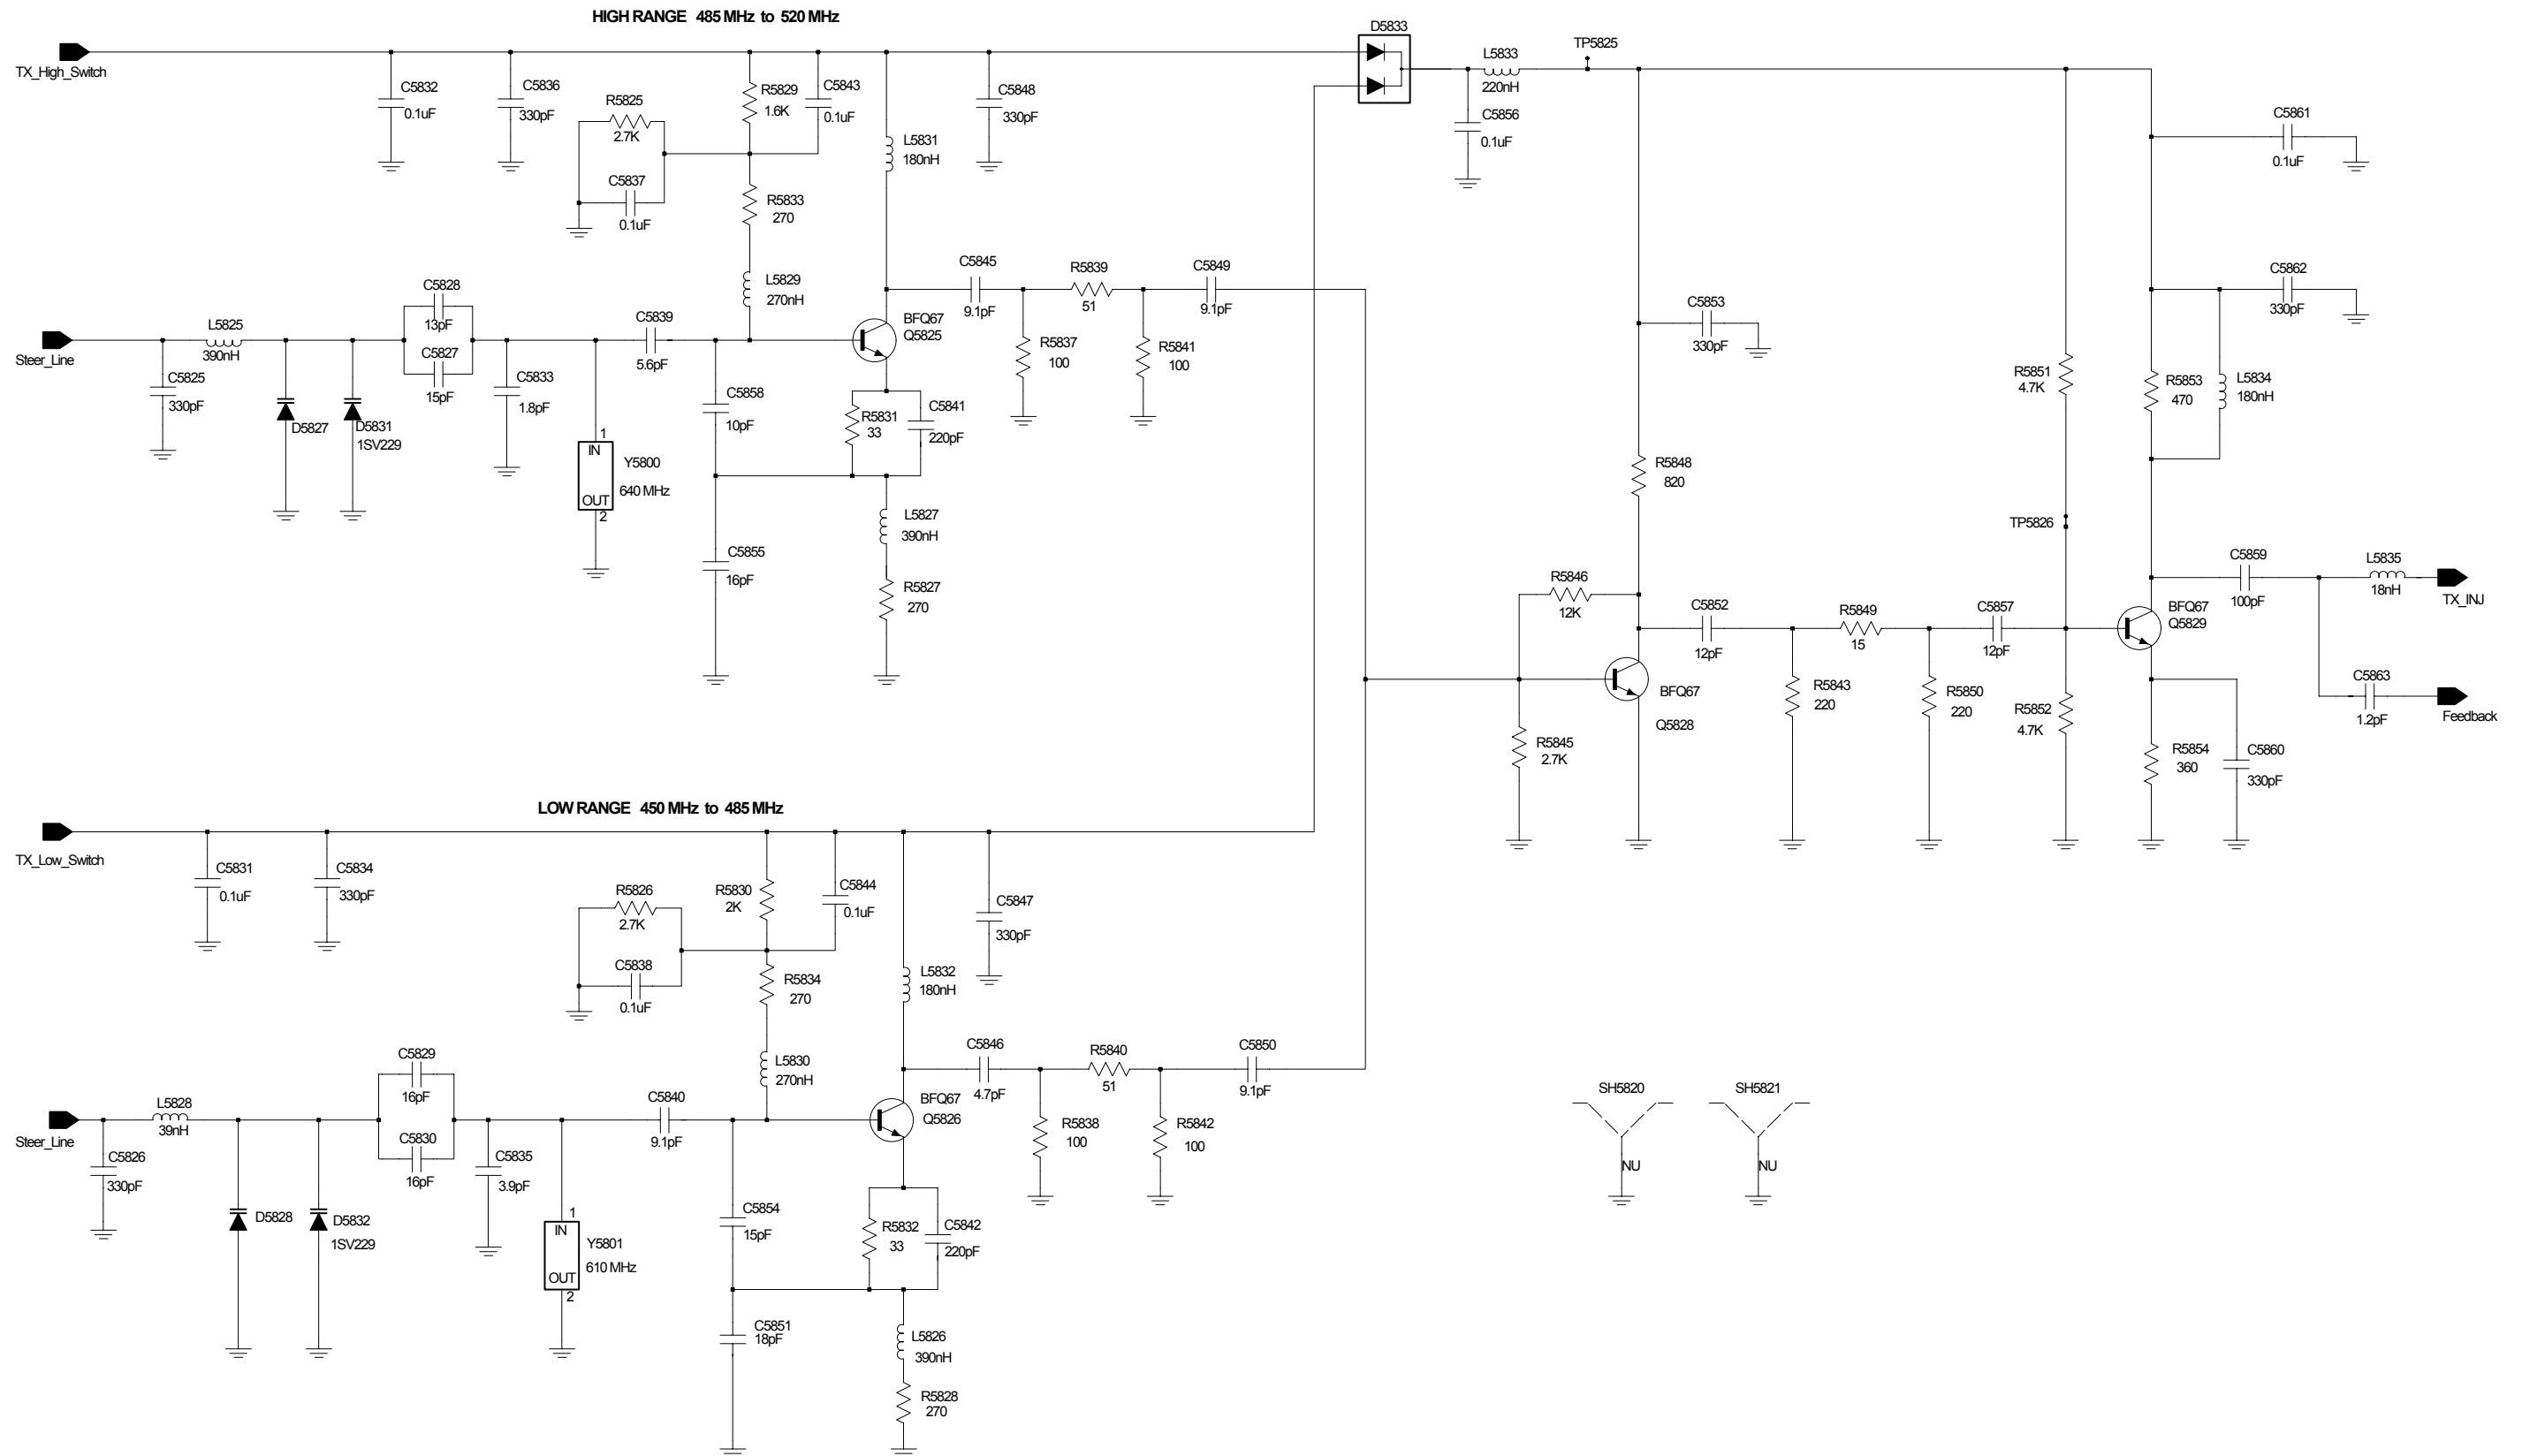 HIGH RANGE 485 MHz to 520 MHz
TX_High_Switch
C5832
0.1uF
C5836
330pF
R5825
2.7K
C5837
0.1uF
R5829
1.6K
C5843
0.1uF
R5833
270
L5829
270nH
L5831
180nH
C5848
330pF
D5833
L5833
220nH
TP5825
C5856
0.1uF
C5861
0.1uF
C5862
330pF
C5853
330pF
Steer_Line
C5825
330pF
L5825
390nH
D5827
D5831
1SV229
C5828
13pF
C5827
15pF
C5833
1.8pF
1
IN
OUT
2
Y5800
640 MHz
C5839
5.6pF
C5858
10pF
C5855
16pF
BFQ67
Q5825
R5831
33
C5841
220pF
L5827
390nH
R5827
270
C5845
9.1pF
R5839
51
C5849
9.1pF
R5837
100
R5841
100
R5851
4.7K
R5853
470
L5834
180nH
R5848
820
TP5826
R5846
12K
C5852
12pF
R5849
15
C5857
12pF
BFQ67
Q5829
C5859
100pF
L5835
18nH
TX_INJ
BFQ67
Q5828
R5845
2.7K
R5843
220
R5850
220
R5852
4.7K
R5854
360
C5860
330pF
C5863
1.2pF
Feedback
LOW RANGE 450 MHz to 485 MHz
TX_Low_Switch
C5831
0.1uF
C5834
330pF
R5826
2.7K
C5838
0.1uF
R5830
2K
C5844
0.1uF
R5834
270
L5830
270nH
L5832
180nH
C5847
330pF
Steer_Line
C5826
330pF
L5828
39nH
D5828
D5832
1SV229
C5829
16pF
C5830
16pF
C5835
3.9pF
1
IN
OUT
2
Y5801
610 MHz
C5840
9.1pF
C5854
15pF
C5851
18pF
BFQ67
Q5826
R5832
33
C5842
220pF
L5826
390nH
R5828
270
C5846
4.7pF
R5840
51
C5850
9.1pF
R5838
100
R5842
100
SH5820
NU
SH5821
NU